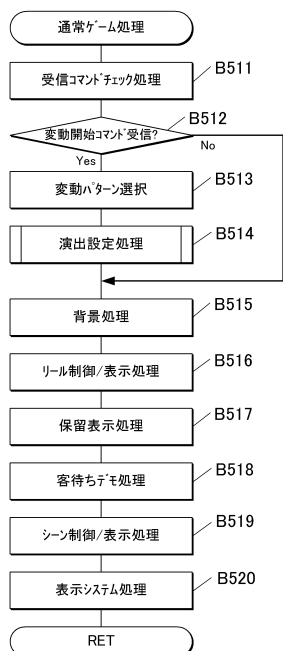 通常ゲーム処理
受信コマンドチェック処理
B511
変動開始コマンド受信?
B512
Yes
No
変動パターン選択
B513
演出設定処理
B514
背景処理
B515
リール制御/表示処理
B516
保留表示処理
B517
客待ちデモ処理
B518
シーン制御/表示処理
B519
表示システム処理
B520
RET